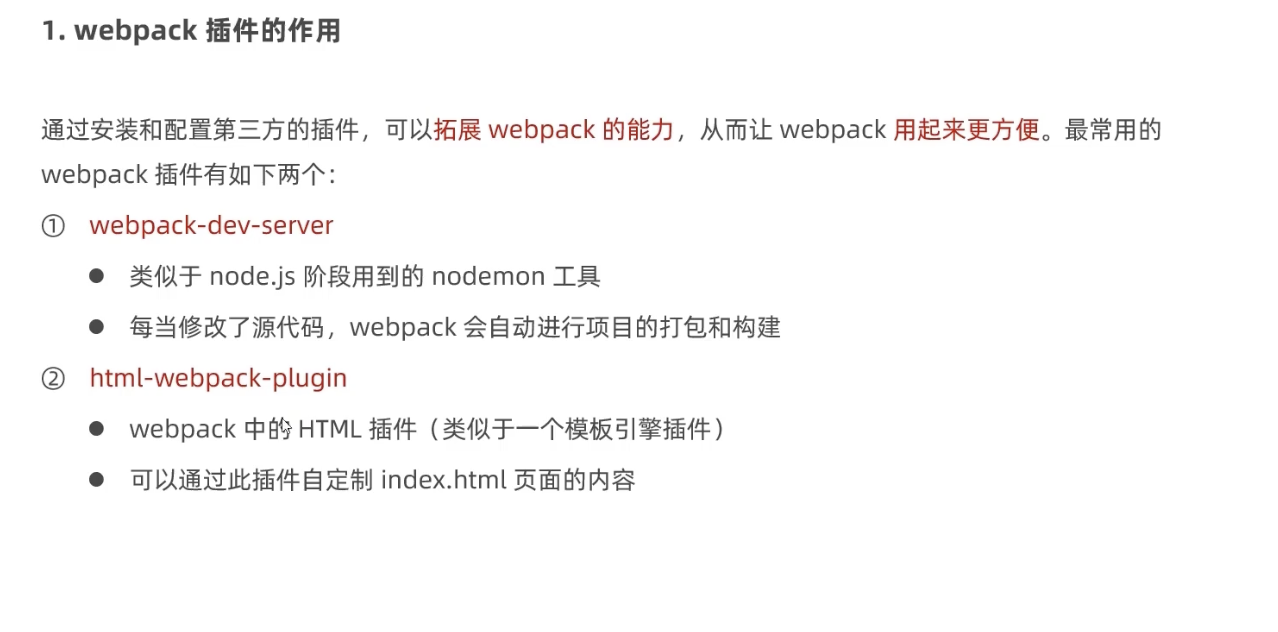 1. webpack 插件的作用
通过安装和配置第三方的插件，可以拓展 webpack 的能力，从而让 webpack 用起来更方便。最常用的
webpack 插件有如下两个：
① webpack-dev-server
● 类似于 node.js 阶段用到的 nodemon 工具
● 每当修改了源代码，webpack 会自动进行项目的打包和构建
② html-webpack-plugin
● webpack 中的 HTML 插件（类似于一个模板引擎插件）
● 可以通过此插件自定制 index.html 页面的内容